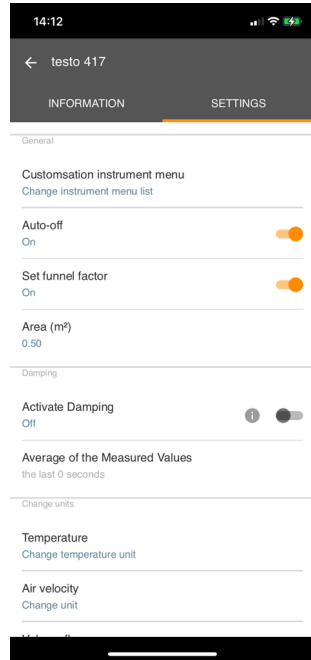 14:12
testo 417
INFORMATION SETTINGS
General
Customsation instrument menu
Change instrument menu list
Auto-off
On
Set funnel factor
On
Area (m²)
0.50
Damping
Activate Damping
Off
Average of the Measured Values
the last 0 seconds
Change units
Temperature
Change temperature unit
Air velocity
Change unit